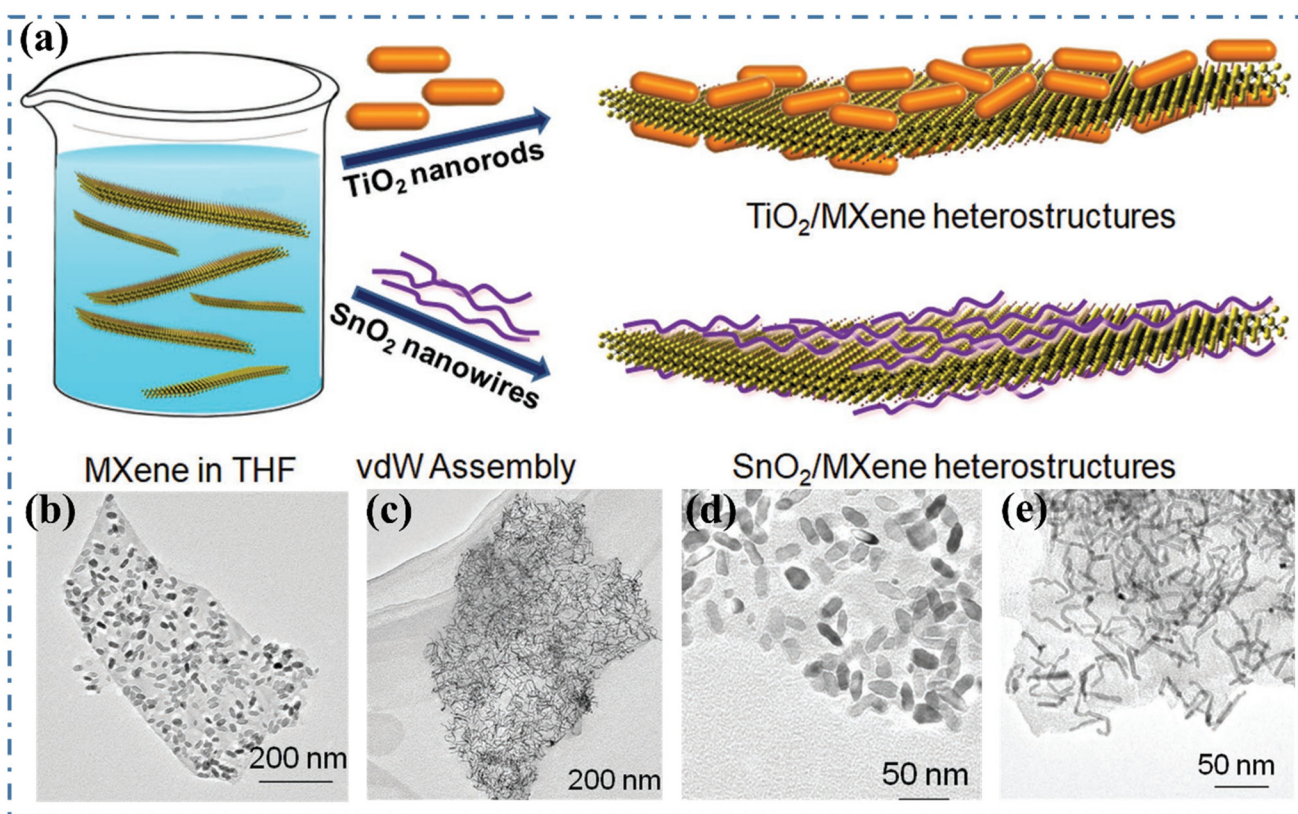 (a)
TiO₂ nanorods
TiO₂/MXene heterostructures
SnO₂ nanowires
MXene in THF
vdW Assembly
SnO₂/MXene heterostructures
(b)
(c)
(d)
(e)
200 nm
200 nm
50 nm
50 nm